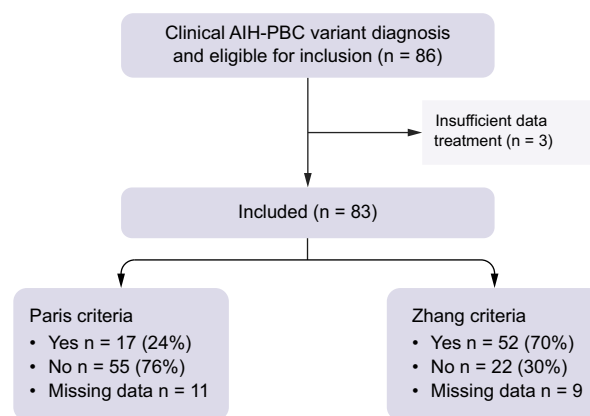 Clinical AIH-PBC variant diagnosis
and eligible for inclusion (n = 86)
Insufficient data
treatment (n = 3)
Included (n = 83)
Paris criteria
• Yes n = 17 (24%)
• No n = 55 (76%)
• Missing data n = 11
Zhang criteria
• Yes n = 52 (70%)
• No n = 22 (30%)
• Missing data n = 9